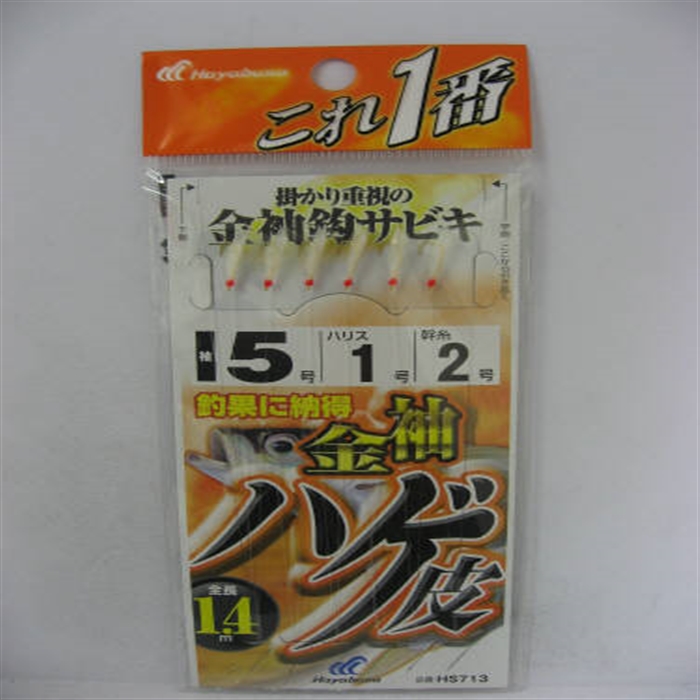 Hayabusa
これ1番
掛かり重視の
金袖鈎サビキ
袖 5号
ハリス 1号
幹糸 2号
釣果に納得
金袖
ハゲ皮
全長
1.4m
Hayabusa
品番 HS713